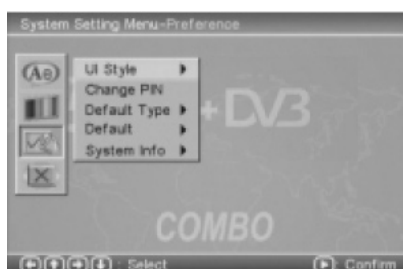 System Setting Menu-Preference
UI Style
Change PIN
Default Type
Default
System Info
+ DVB
COMBO
: Select
: Confirm